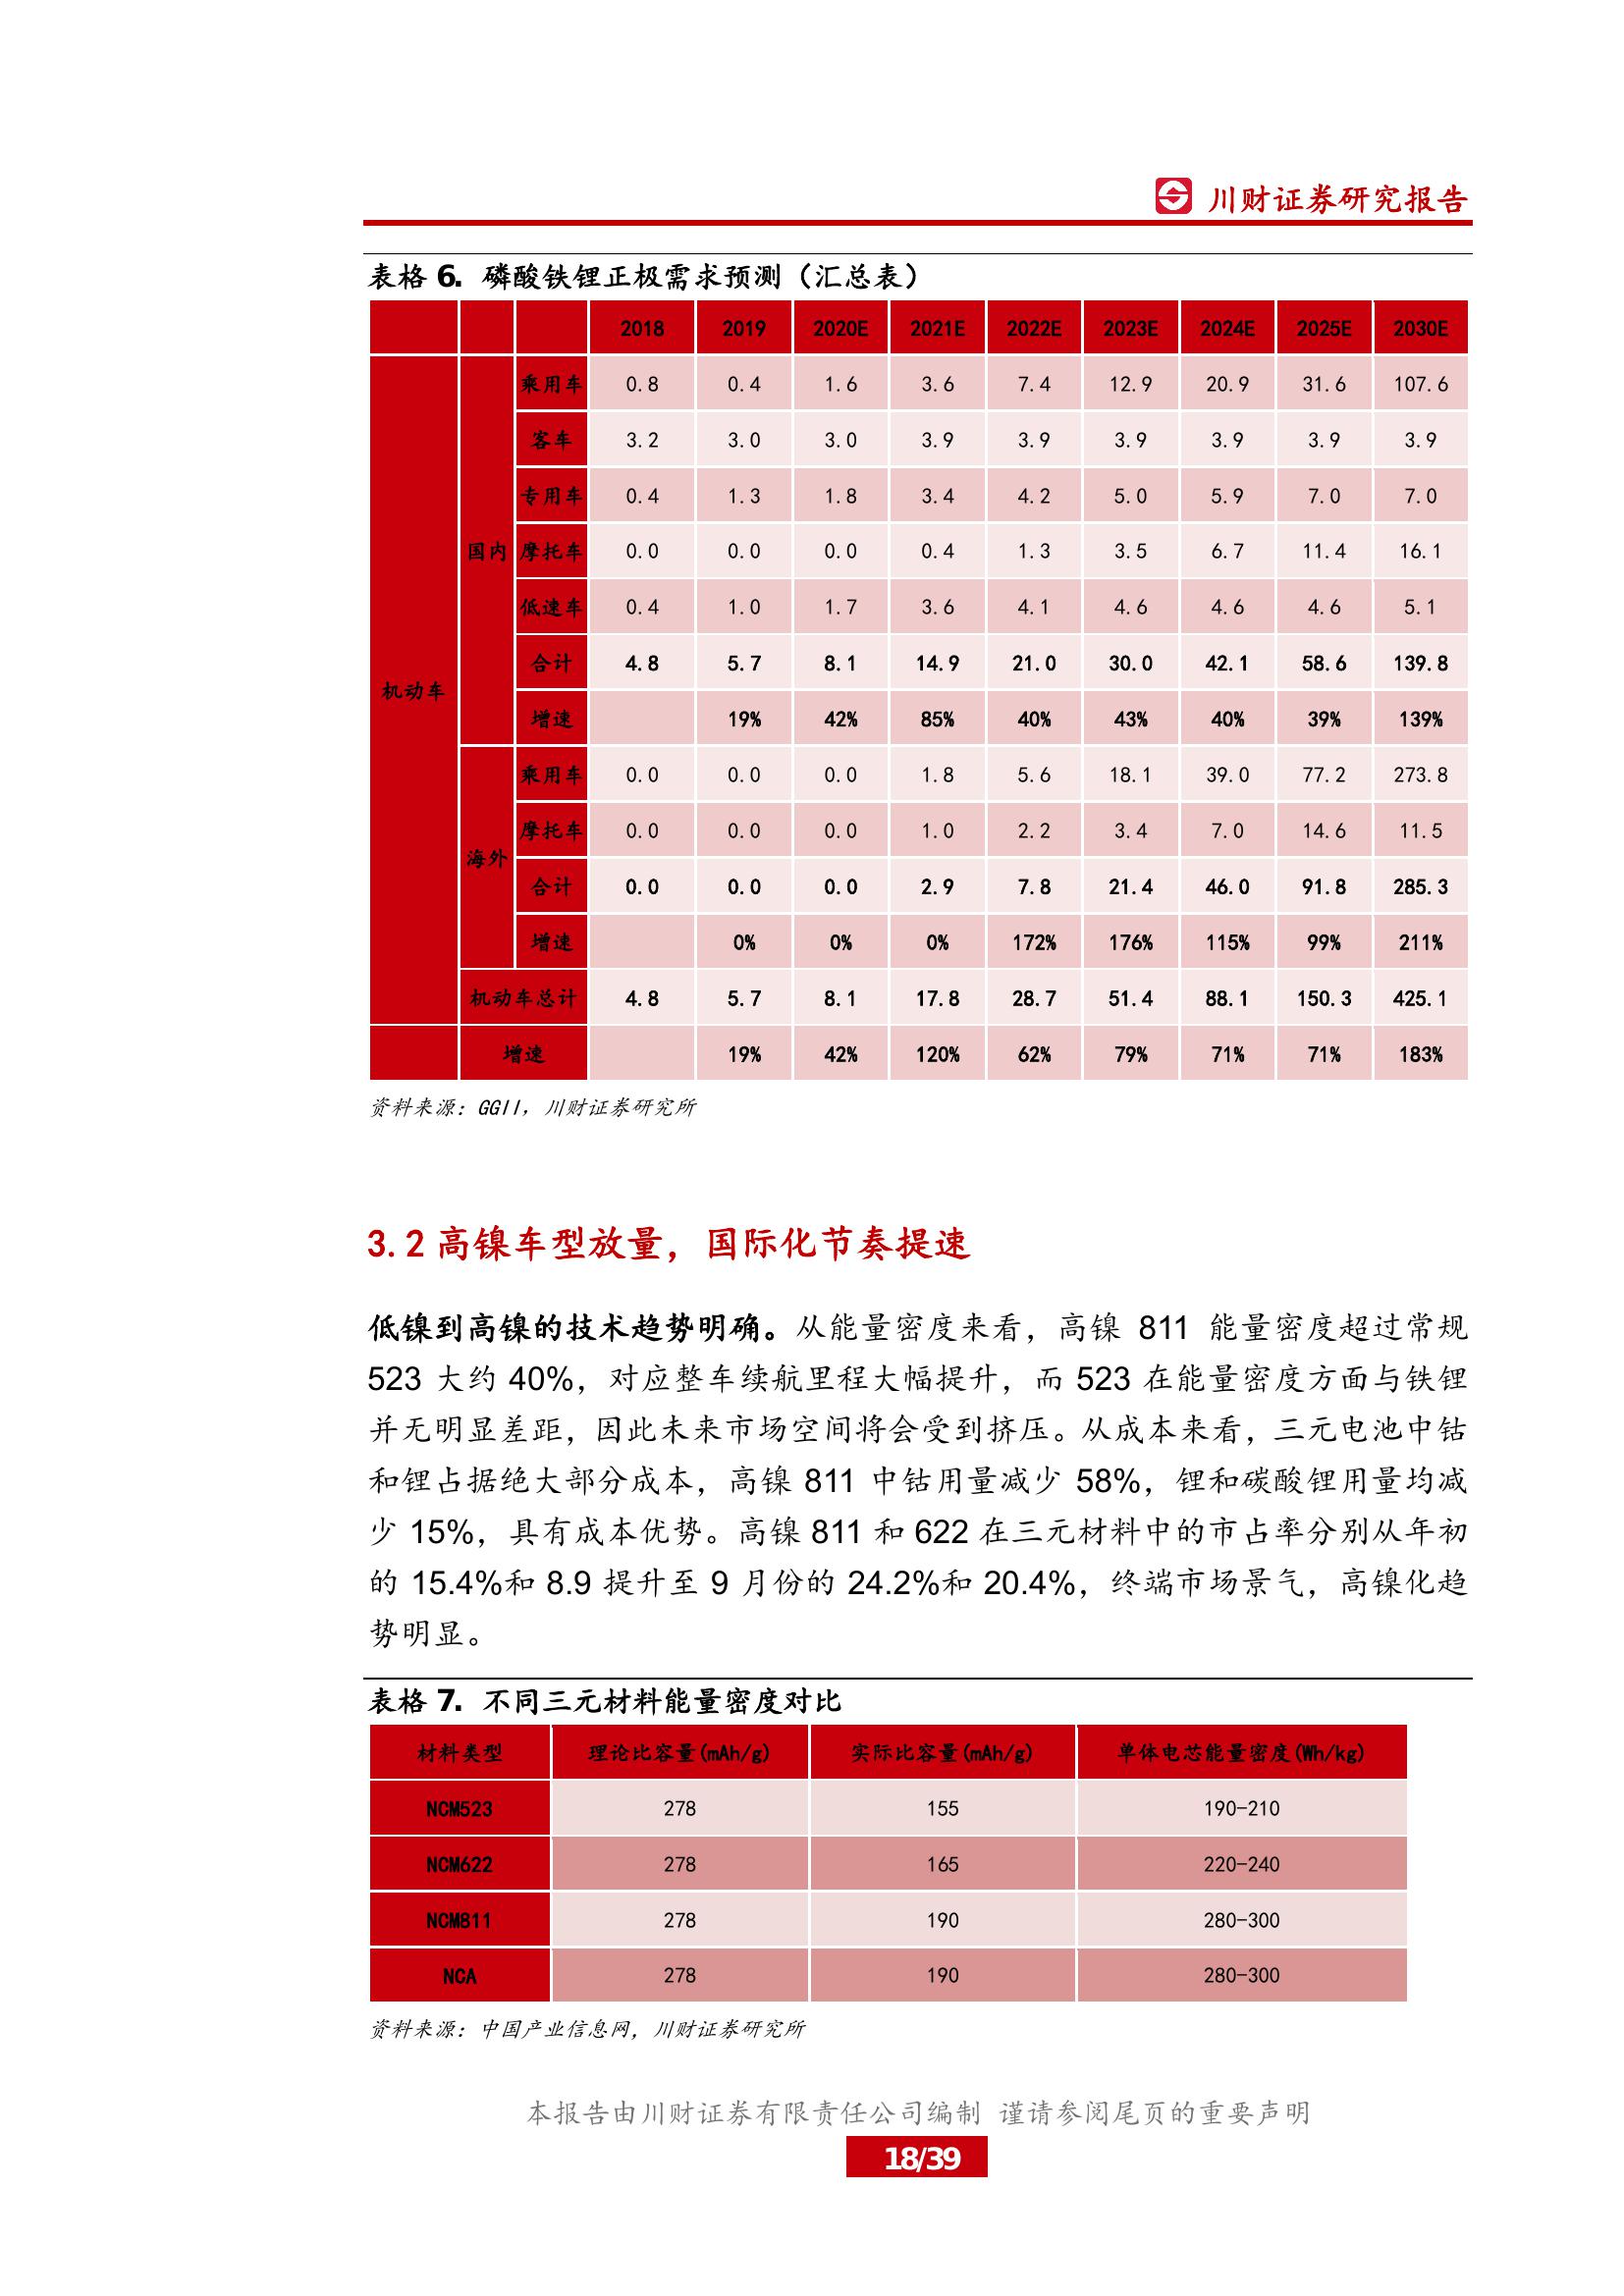 川财证券研究报告
表格 6. 磷酸铁锂正极需求预测（汇总表）
2018 2019 2020E 2021E 2022E 2023E 2024E 2025E 2030E
乘用车 0.8 0.4 1.6 3.6 7.4 12.9 20.9 31.6 107.6
客车 3.2 3.0 3.0 3.9 3.9 3.9 3.9 3.9 3.9
专用车 0.4 1.3 1.8 3.4 4.2 5.0 5.9 7.0 7.0
国内 摩托车 0.0 0.0 0.0 0.4 1.3 3.5 6.7 11.4 16.1
低速车 0.4 1.0 1.7 3.6 4.1 4.6 4.6 4.6 5.1
合计 4.8 5.7 8.1 14.9 21.0 30.0 42.1 58.6 139.8
机动车
增速 19% 42% 85% 40% 43% 40% 39% 139%
乘用车 0.0 0.0 0.0 1.8 5.6 18.1 39.0 77.2 273.8
摩托车 0.0 0.0 0.0 1.0 2.2 3.4 7.0 14.6 11.5
海外
合计 0.0 0.0 0.0 2.9 7.8 21.4 46.0 91.8 285.3
增速 0% 0% 0% 172% 176% 115% 99% 211%
机动车总计 4.8 5.7 8.1 17.8 28.7 51.4 88.1 150.3 425.1
增速 19% 42% 120% 62% 79% 71% 71% 183%
资料来源：GGII，川财证券研究所
3.2 高镍车型放量，国际化节奏提速
低镍到高镍的技术趋势明确。从能量密度来看，高镍 811 能量密度超过常规
523 大约 40%，对应整车续航里程大幅提升，而 523 在能量密度方面与铁锂
并无明显差距，因此未来市场空间将会受到挤压。从成本来看，三元电池中钴
和锂占据绝大部分成本，高镍 811 中钴用量减少 58%，锂和碳酸锂用量均减
少 15%，具有成本优势。高镍 811 和 622 在三元材料中的市占率分别从年初
的 15.4%和 8.9 提升至 9 月份的 24.2%和 20.4%，终端市场景气，高镍化趋
势明显。
表格 7. 不同三元材料能量密度对比
材料类型 理论比容量(mAh/g) 实际比容量(mAh/g) 单体电芯能量密度(Wh/kg)
NCM523 278 155 190-210
NCM622 278 165 220-240
NCM811 278 190 280-300
NCA 278 190 280-300
资料来源：中国产业信息网，川财证券研究所
本报告由川财证券有限责任公司编制 谨请参阅尾页的重要声明
18/39